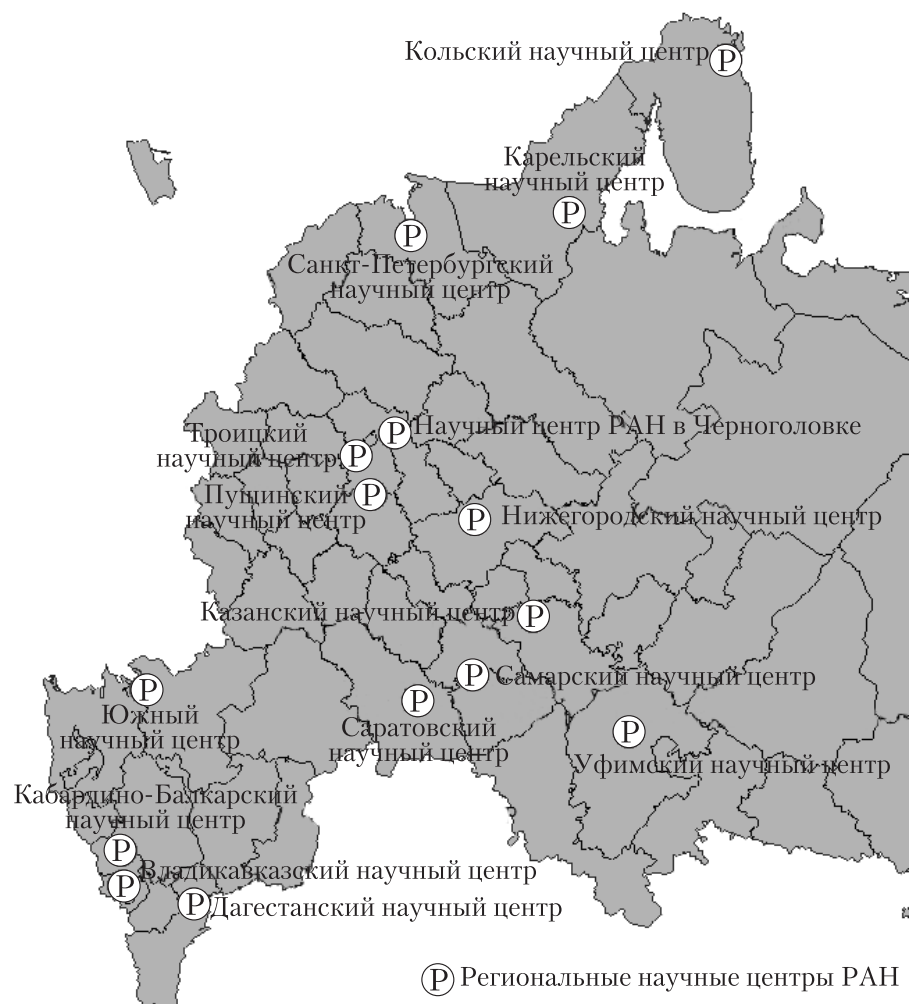 Кольский научный центр Р
Карельский
научный центр
Р
Р
Санкт-Петербургский
научный центр
Р Научный центр РАН в Черноголовке
Троицкий
научный центр Р
Пущинский Р
научный центр
Р Нижегородский научный центр
Казанский научный центр Р
Р Самарский научный центр
Р
Южный
научный центр
Р
Саратовский
научный центр
Р
Уфимский научный центр
Кабардино-Балкарский
научный центр
Р
Р Владикавказский научный центр
Р Дагестанский научный центр
Р Региональные научные центры РАН